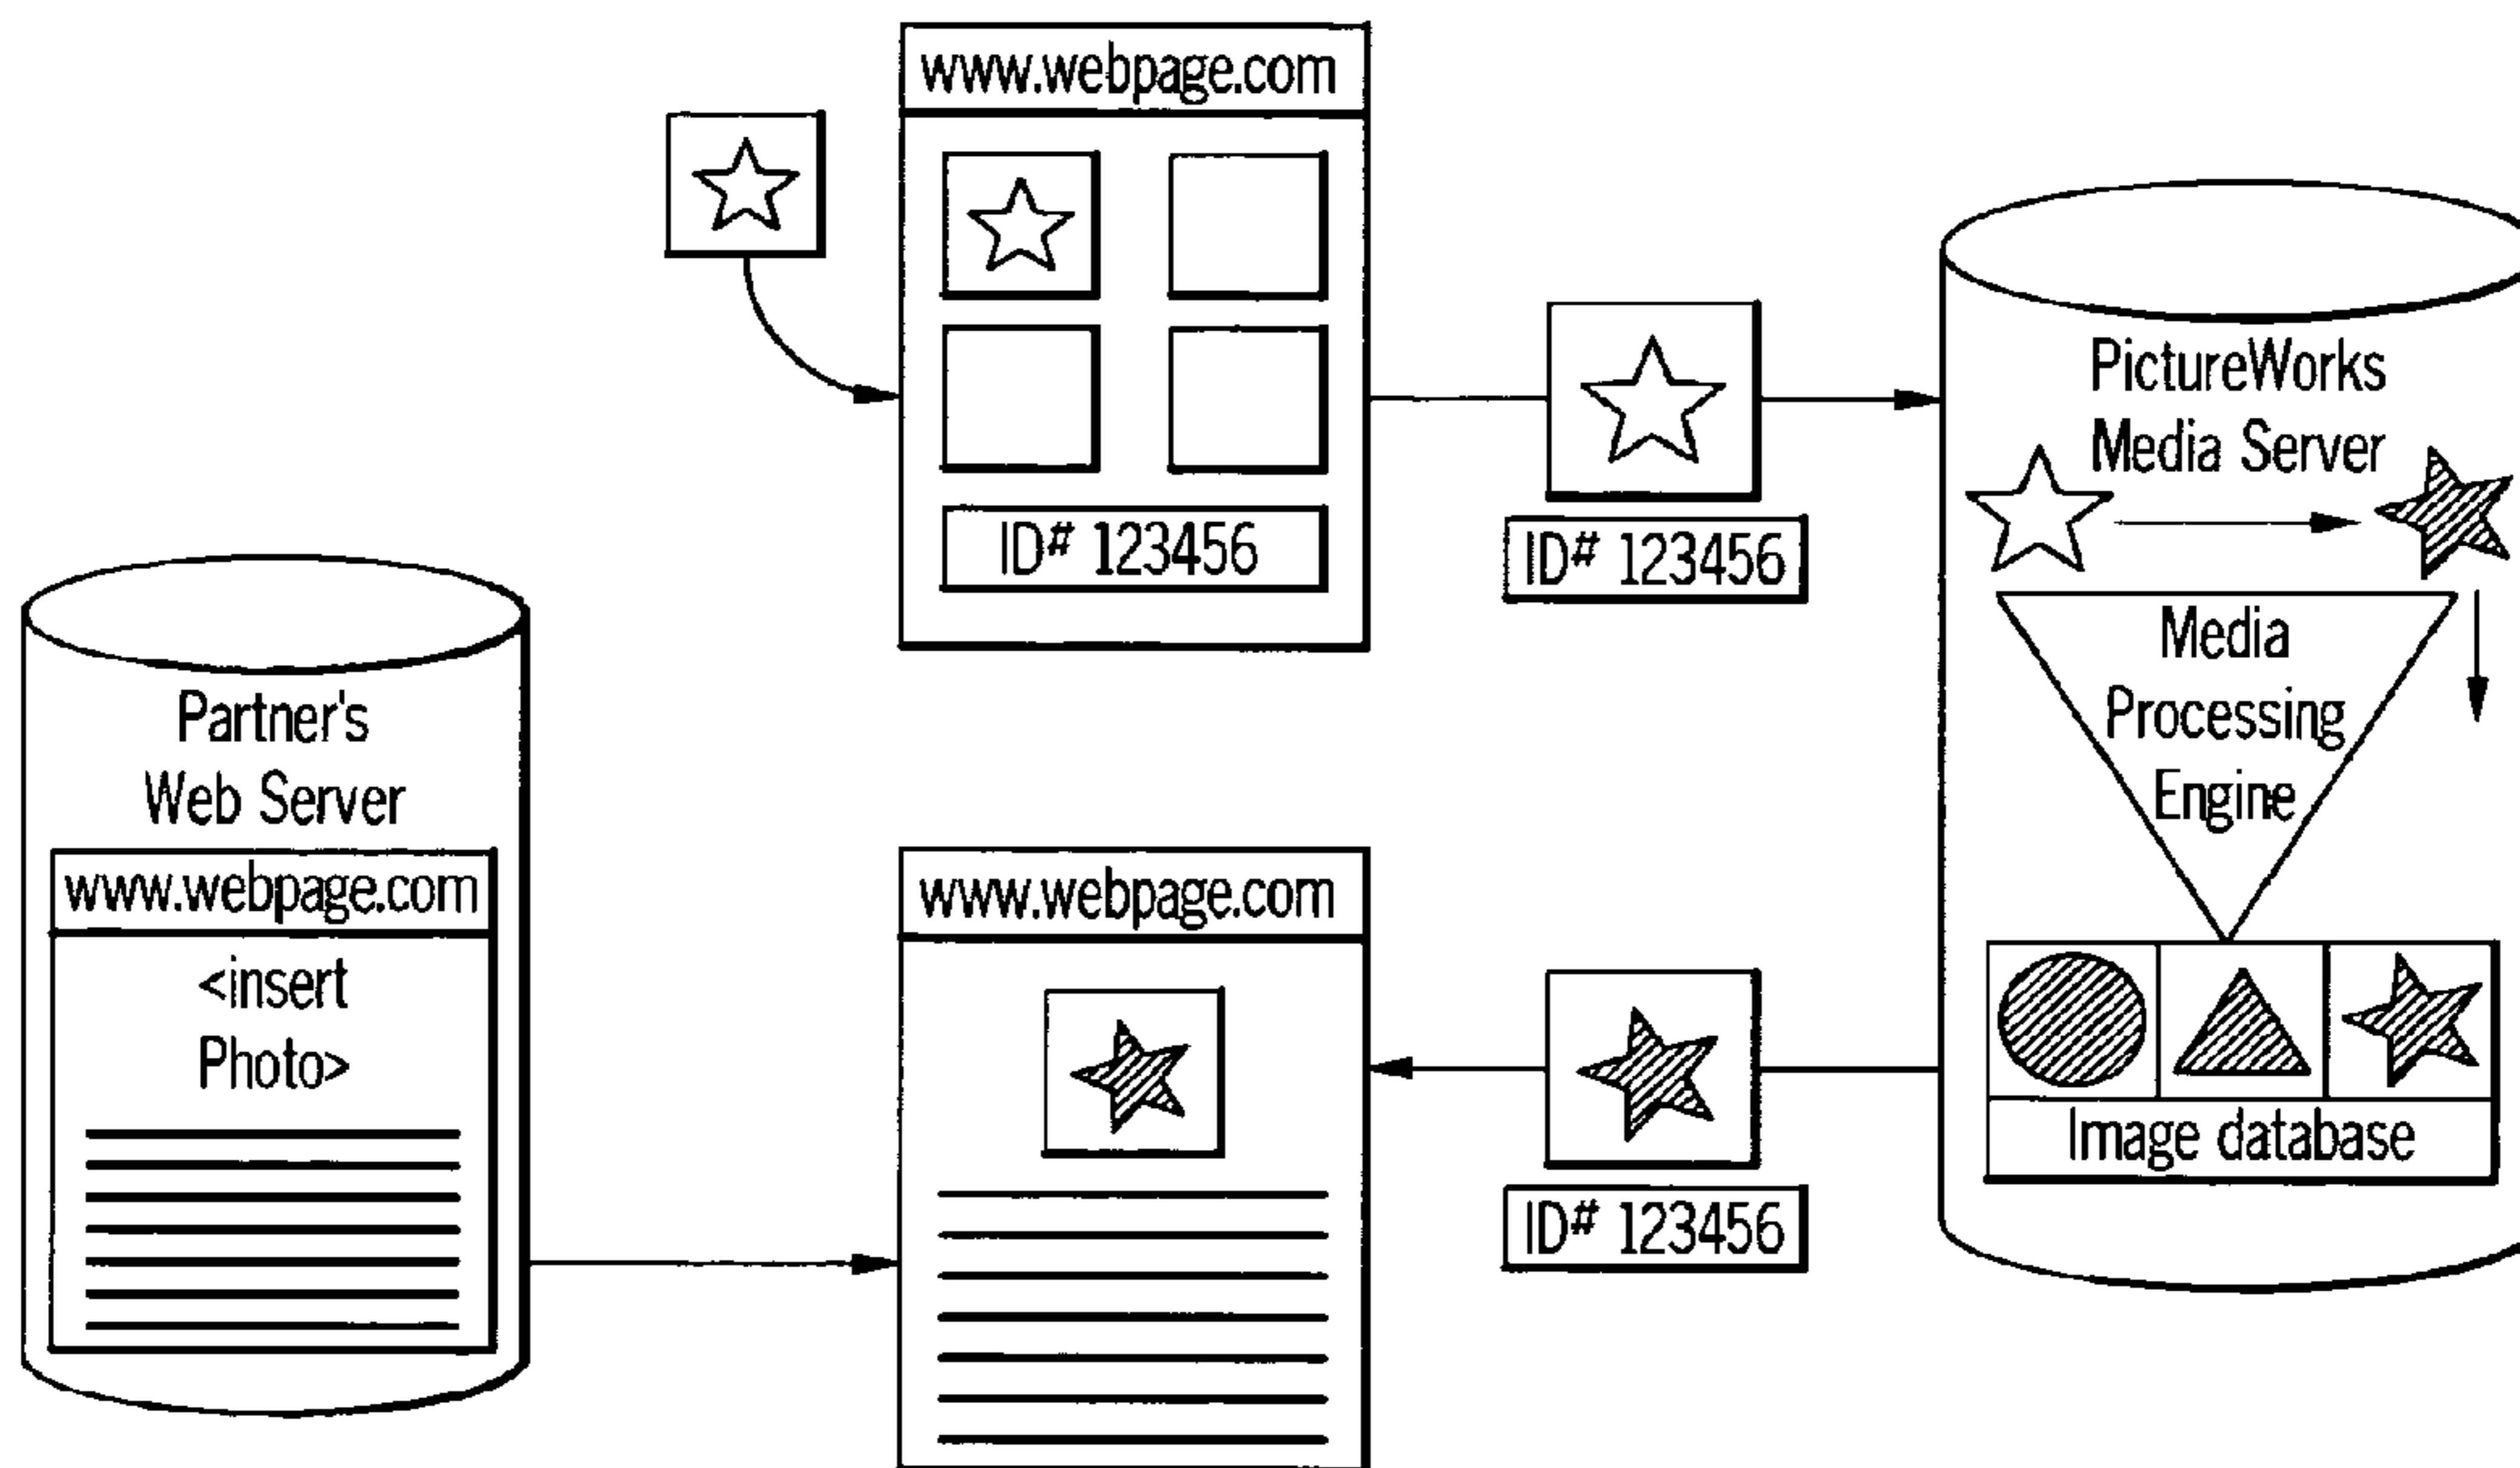 www.webpage.com
ID# 123456
ID# 123456
PictureWorks
Media Server
Media
Processing
Engine
Image database
Partner's
Web Server
www.webpage.com
<insert
Photo>
www.webpage.com
ID# 123456